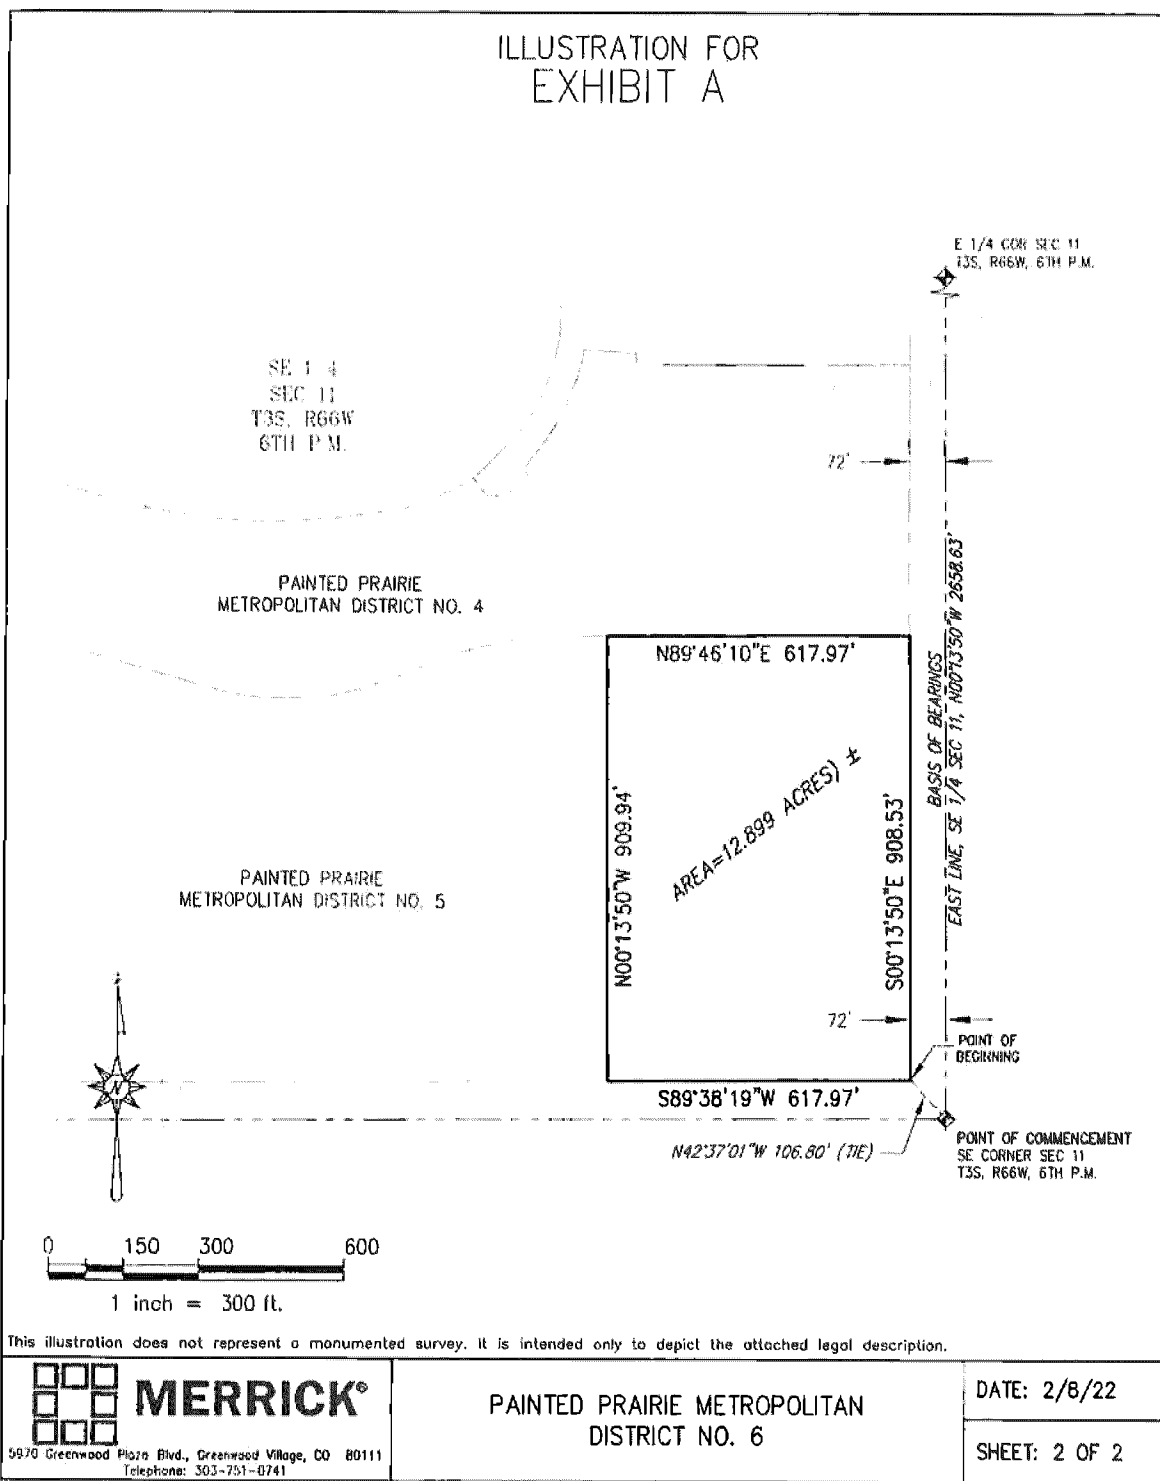 ILLUSTRATION FOR
EXHIBIT A
E 1/4 COR SEC 11
T3S, R66W, 6TH P.M.
SE 1 4
SEC 11
T3S, R66W
6TH P.M.
72'
PAINTED PRAIRIE
METROPOLITAN DISTRICT NO. 4
BASIS OF BEARINGS
EAST LINE, SE 1/4 SEC 11, N00°13'50"W 2658.63'
N89°46'10"E 617.97'
AREA=12.899 ACRES) ±
N00°13'50"W 909.94'
S00°13'50"E 908.53'
PAINTED PRAIRIE
METROPOLITAN DISTRICT NO. 5
72'
POINT OF
BEGINNING
N
S89°38'19"W 617.97'
N42°37'01"W 106.80' (TIE)
POINT OF COMMENCEMENT
SE CORNER SEC 11
T3S, R66W, 6TH P.M.
0 150 300 600
1 inch = 300 ft.
This illustration does not represent a monumented survey. It is intended only to depict the attached legal description.
MERRICK®
5970 Greenwood Plaza Blvd., Greenwood Village, CO 80111
Telephone: 303-751-0741
PAINTED PRAIRIE METROPOLITAN
DISTRICT NO. 6
DATE: 2/8/22
SHEET: 2 OF 2